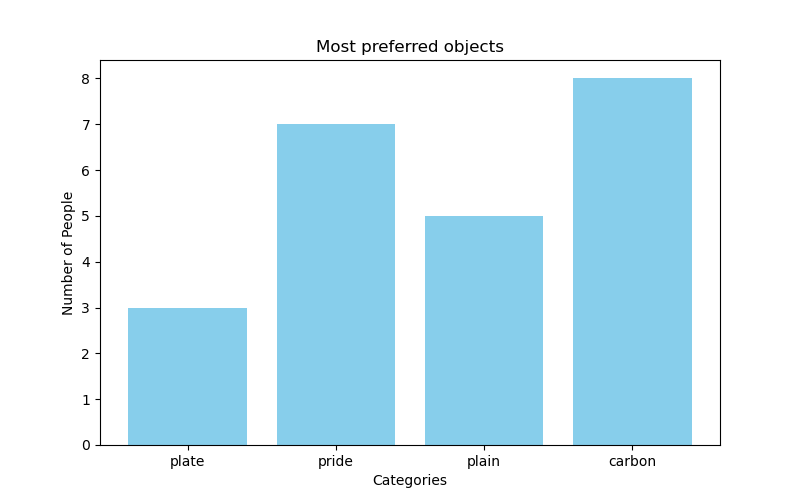 Most preferred objects
8
7
6
5
4
3
2
1
0
Number of People
plate pride plain carbon
Categories